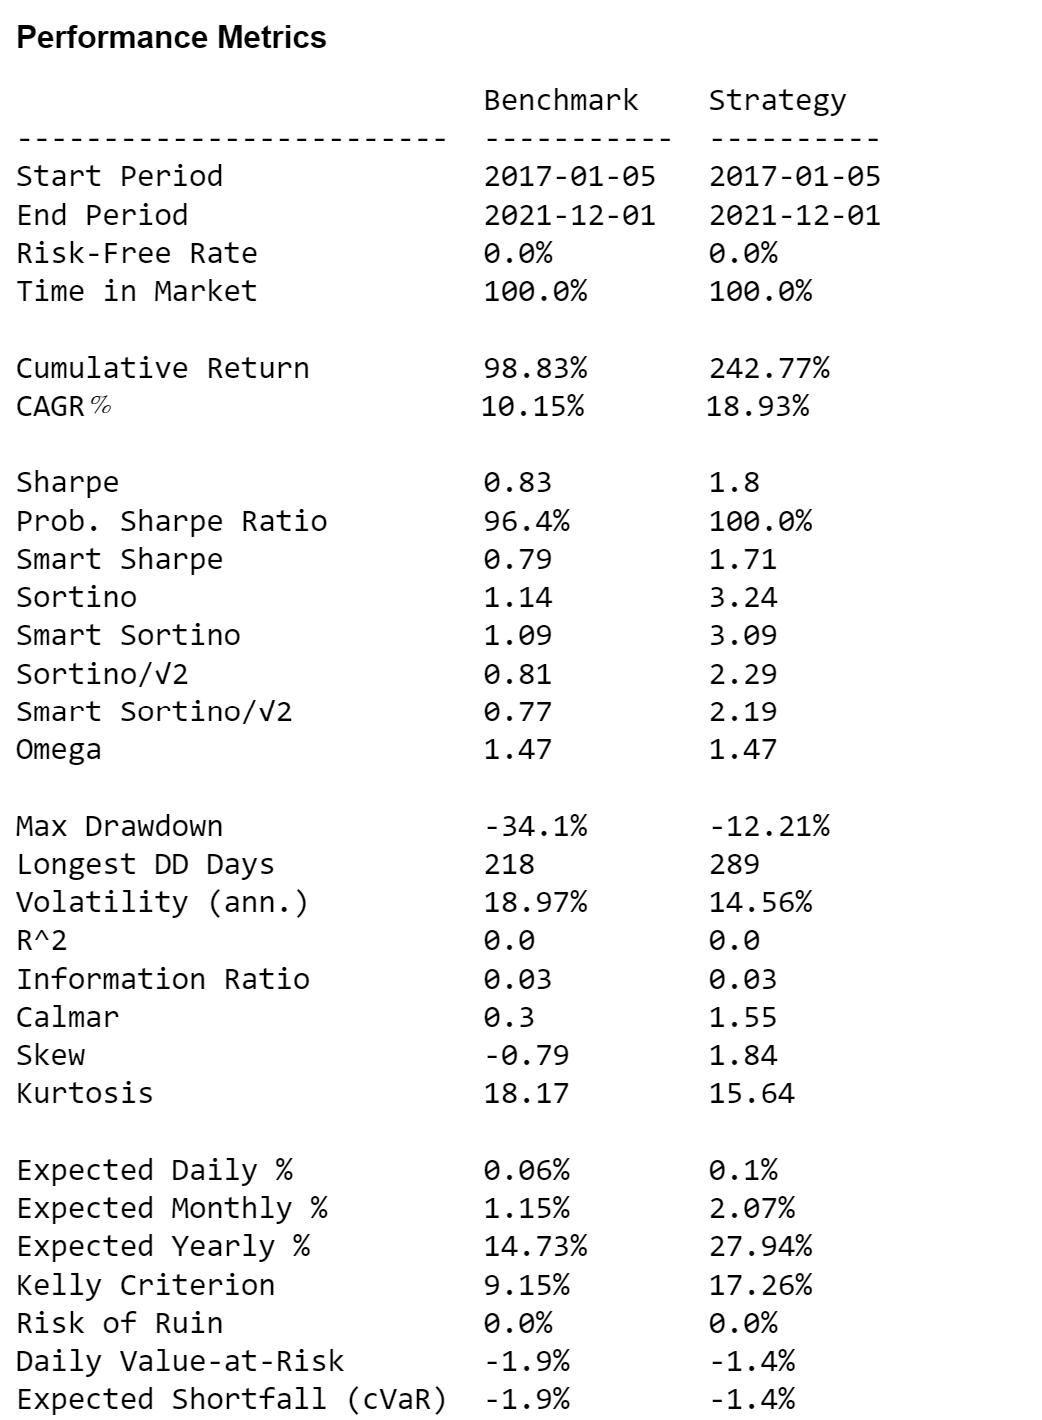 Performance Metrics
Benchmark Strategy
------------------------- ----------- ----------
Start Period 2017-01-05 2017-01-05
End Period 2021-12-01 2021-12-01
Risk-Free Rate 0.0% 0.0%
Time in Market 100.0% 100.0%
Cumulative Return 98.83% 242.77%
CAGR% 10.15% 18.93%
Sharpe 0.83 1.8
Prob. Sharpe Ratio 96.4% 100.0%
Smart Sharpe 0.79 1.71
Sortino 1.14 3.24
Smart Sortino 1.09 3.09
Sortino/√2 0.81 2.29
Smart Sortino/√2 0.77 2.19
Omega 1.47 1.47
Max Drawdown -34.1% -12.21%
Longest DD Days 218 289
Volatility (ann.) 18.97% 14.56%
R^2 0.0 0.0
Information Ratio 0.03 0.03
Calmar 0.3 1.55
Skew -0.79 1.84
Kurtosis 18.17 15.64
Expected Daily % 0.06% 0.1%
Expected Monthly % 1.15% 2.07%
Expected Yearly % 14.73% 27.94%
Kelly Criterion 9.15% 17.26%
Risk of Ruin 0.0% 0.0%
Daily Value-at-Risk -1.9% -1.4%
Expected Shortfall (cVaR) -1.9% -1.4%